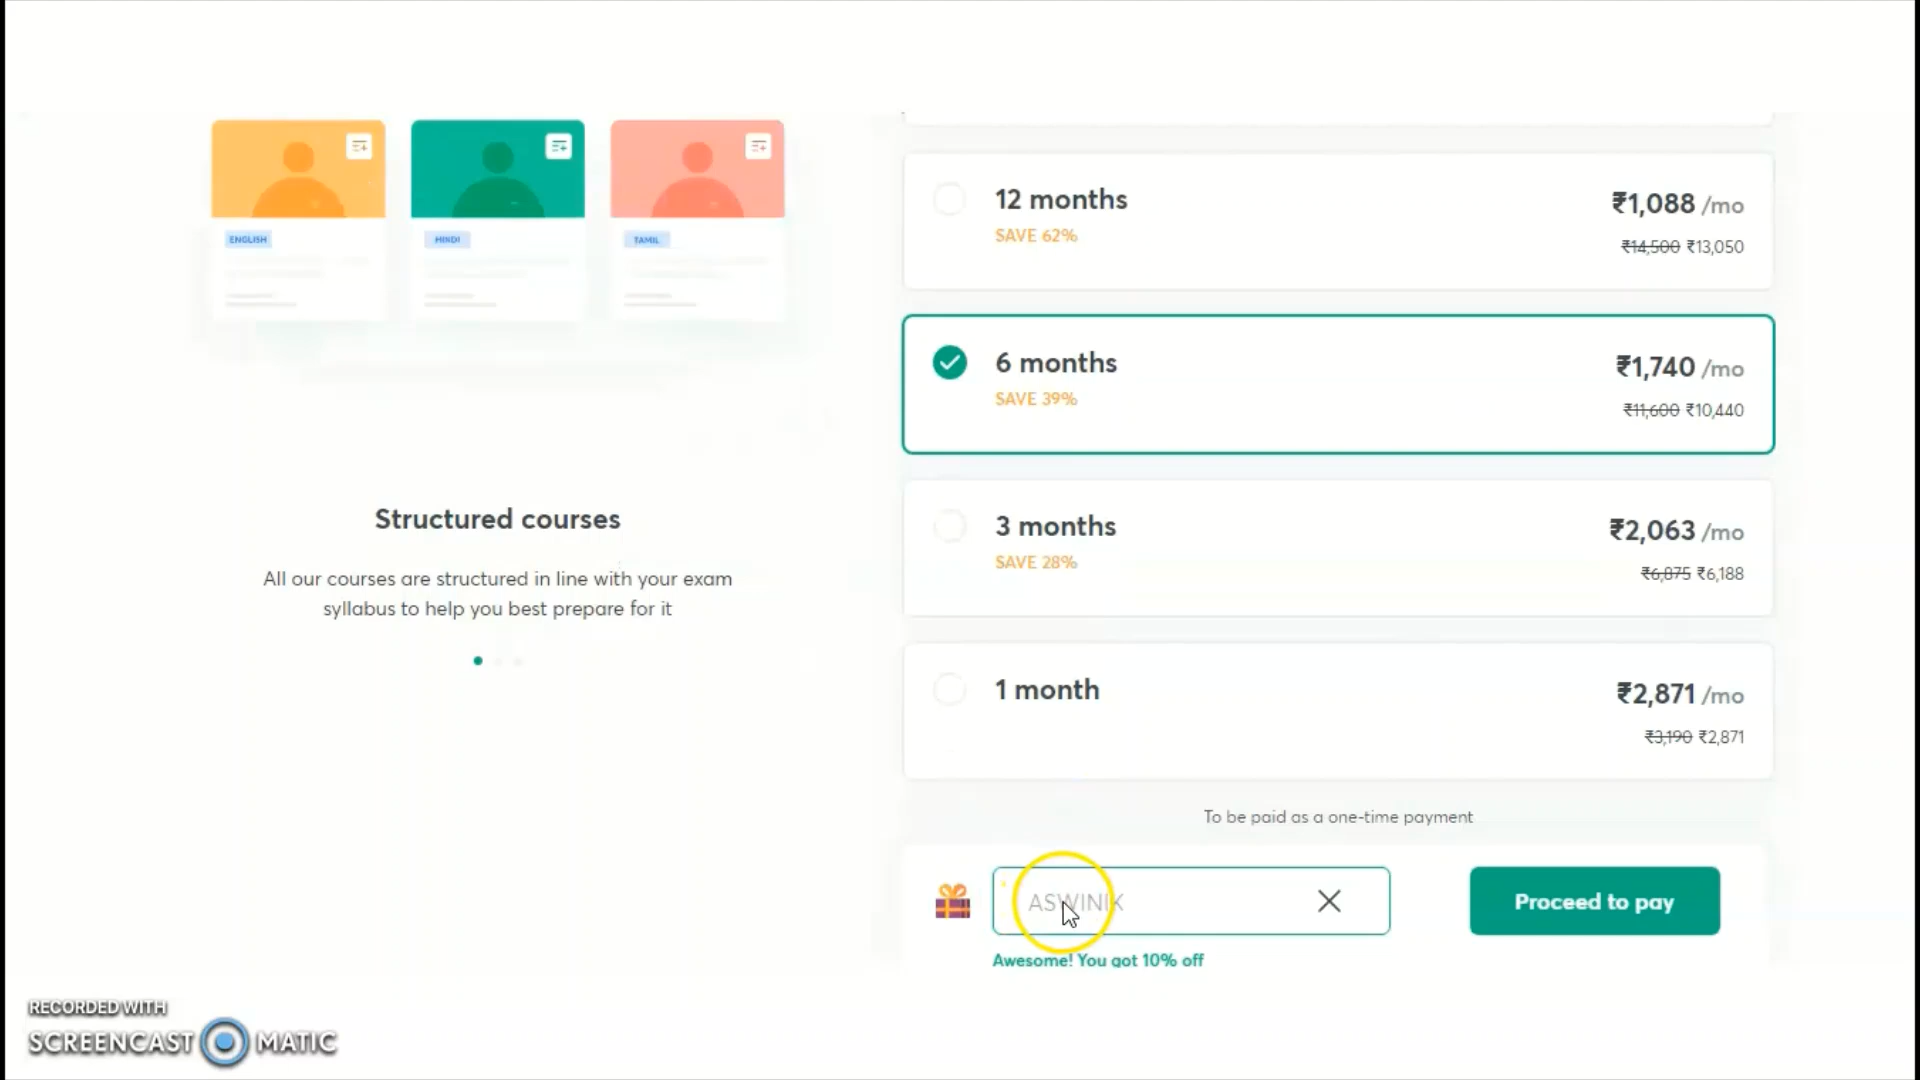 ENGLISH
HINDI
TAMIL
Structured courses
All our courses are structured in line with your exam
syllabus to help you best prepare for it
12 months
₹1,088 /mo
SAVE 62%
₹14,500 ₹13,050
6 months
₹1,740 /mo
SAVE 39%
₹11,600 ₹10,440
3 months
₹2,063 /mo
SAVE 28%
₹6,875 ₹6,188
1 month
₹2,871 /mo
₹3,190 ₹2,871
To be paid as a one-time payment
ASWINIK
Proceed to pay
Awesome! You got 10% off
RECORDED WITH
SCREENCAST MATIC